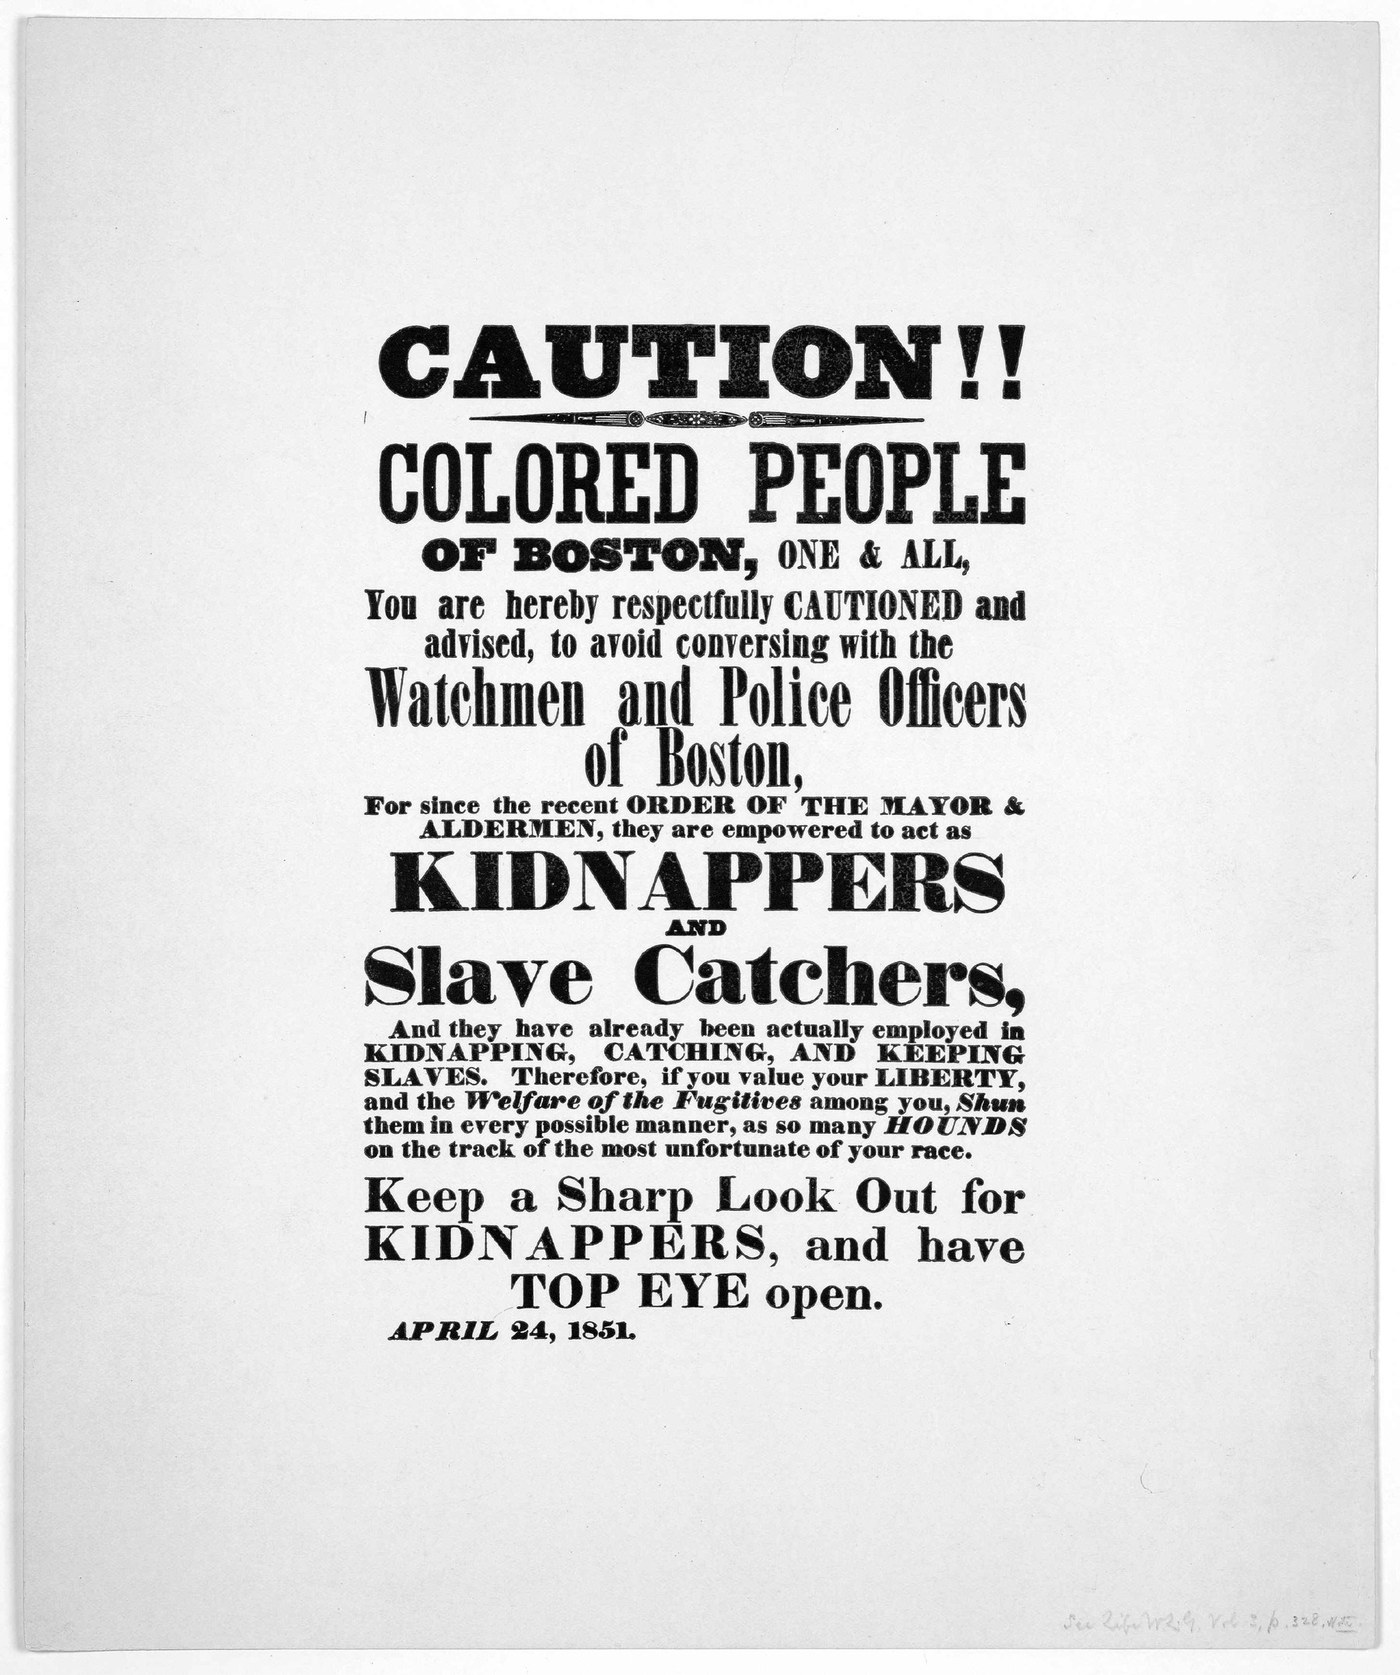 CAUTION!!
COLORED PEOPLE
OF BOSTON, ONE & ALL,
You are hereby respectfully CAUTIONED and
advised, to avoid conversing with the
Watchmen and Police Officers
of Boston,
For since the recent ORDER OF THE MAYOR &
ALDERMEN, they are empowered to act as
KIDNAPPERS
AND
Slave Catchers,
And they have already been actually employed in
KIDNAPPING, CATCHING, AND KEEPING
SLAVES. Therefore, if you value your LIBERTY,
and the Welfare of the Fugitives among you, Shun
them in every possible manner, as so many HOUNDS
on the track of the most unfortunate of your race.
Keep a Sharp Look Out for
KIDNAPPERS, and have
TOP EYE open.
APRIL 24, 1851.
See Life W.L.G. Vol 3, p. 328.